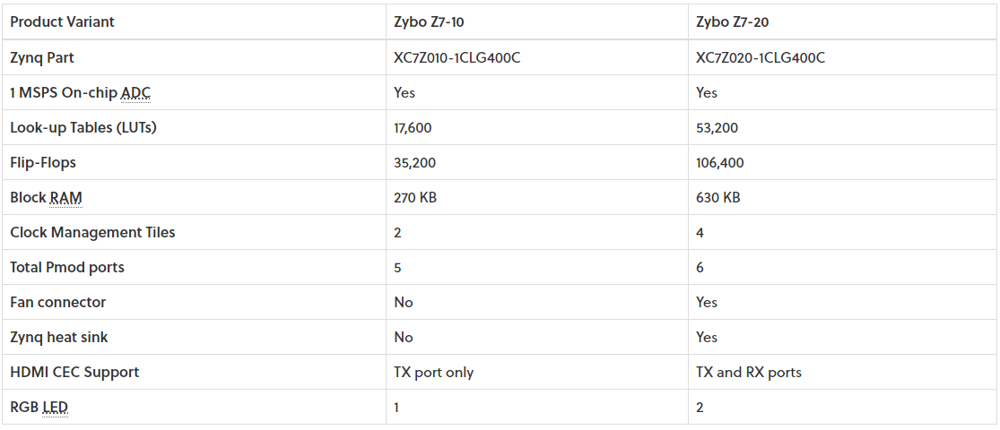 Product Variant Zybo Z7-10 Zybo Z7-20
Zynq Part XC7Z010-1CLG400C XC7Z020-1CLG400C
1 MSPS On-chip ADC Yes Yes
Look-up Tables (LUTs) 17,600 53,200
Flip-Flops 35,200 106,400
Block RAM 270 KB 630 KB
Clock Management Tiles 2 4
Total Pmod ports 5 6
Fan connector No Yes
Zynq heat sink No Yes
HDMI CEC Support TX port only TX and RX ports
RGB LED 1 2